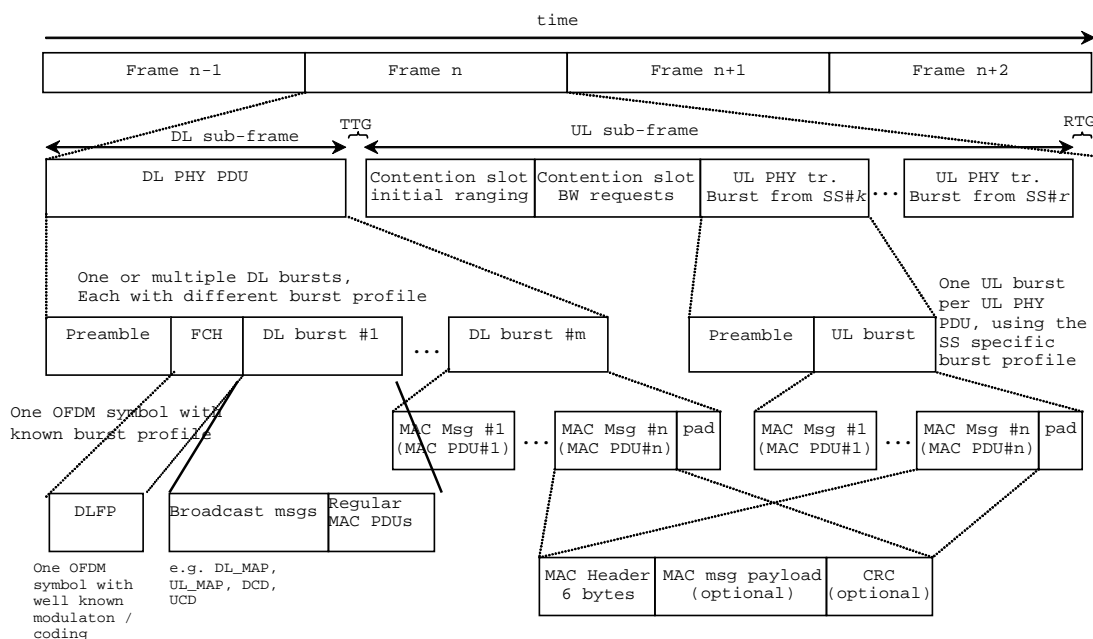 time
Frame n-1
Frame n
Frame n+1
Frame n+2
DL sub-frame
TTG
UL sub-frame
RTG
DL PHY PDU
Contention slot
initial ranging
Contention slot
BW requests
UL PHY tr.
Burst from SS#k
...
UL PHY tr.
Burst from SS#r
One or multiple DL bursts,
Each with different burst profile
One UL burst
per UL PHY
PDU, using the
SS specific
burst profile
Preamble
FCH
DL burst #1
...
DL burst #m
Preamble
UL burst
One OFDM symbol with
known burst profile
MAC Msg #1
(MAC PDU#1)
...
MAC Msg #n
(MAC PDU#n)
pad
MAC Msg #1
(MAC PDU#1)
...
MAC Msg #n
(MAC PDU#n)
pad
DLFP
Broadcast msgs
Regular
MAC PDUs
One OFDM
symbol with
well known
modulaton /
coding
e.g. DL_MAP,
UL_MAP, DCD,
UCD
MAC Header
6 bytes
MAC msg payload
(optional)
CRC
(optional)